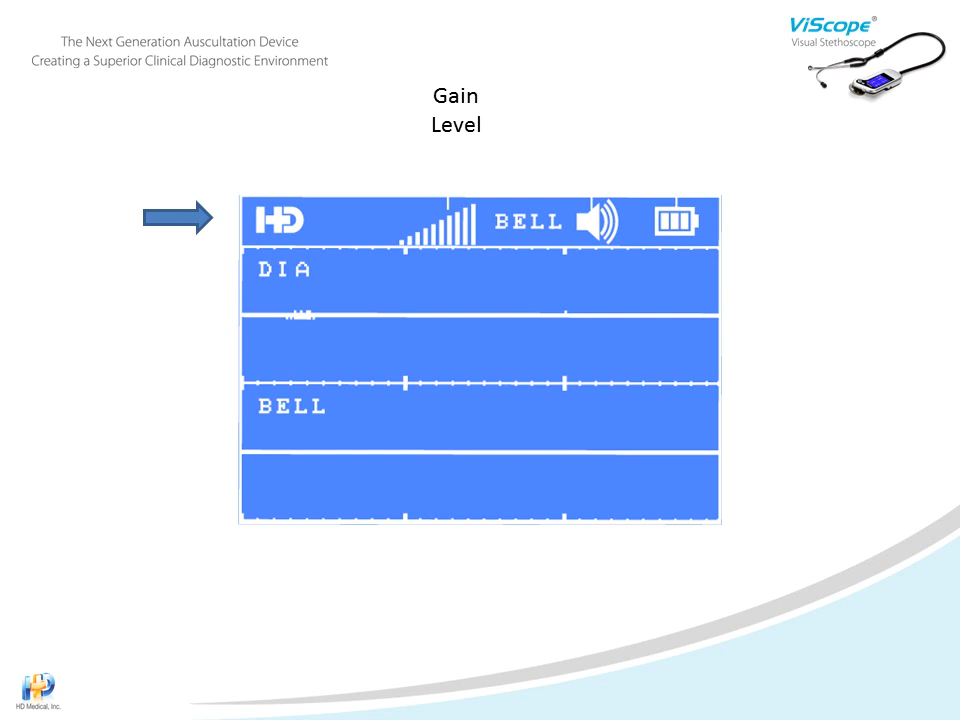 The Next Generation Auscultation Device
Creating a Superior Clinical Diagnostic Environment
ViScope®
Visual Stethoscope
Gain
Level
HD
BELL
DIA
BELL
HD Medical, Inc.